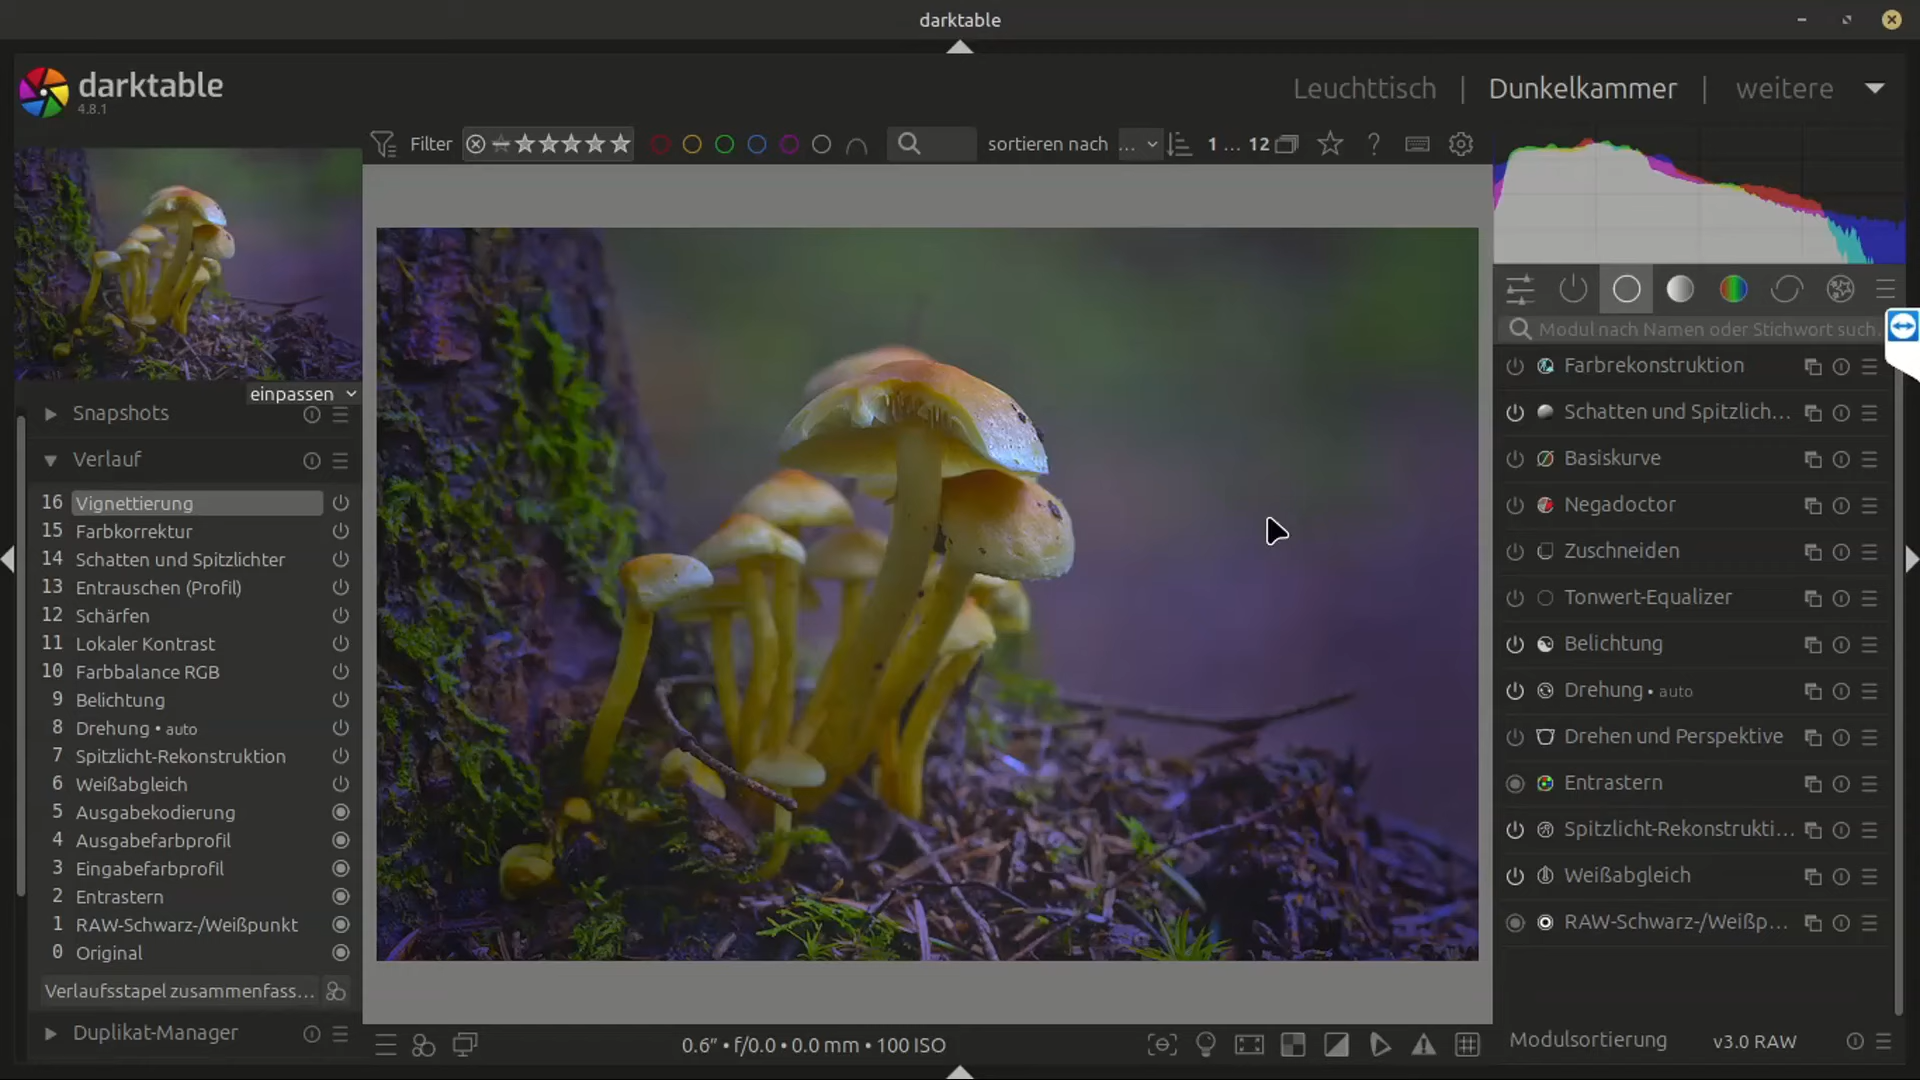 darktable
darktable
4.8.1
Leuchttisch | Dunkelkammer | weitere
Filter
sortieren nach ... 1 ... 12
einpassen
Snapshots
Verlauf
16 Vignettierung
15 Farbkorrektur
14 Schatten und Spitzlichter
13 Entrauschen (Profil)
12 Schärfen
11 Lokaler Kontrast
10 Farbbalance RGB
9 Belichtung
8 Drehung • auto
7 Spitzlicht-Rekonstruktion
6 Weißabgleich
5 Ausgabekodierung
4 Ausgabefarbprofil
3 Eingabefarbprofil
2 Entrastern
1 RAW-Schwarz-/Weißpunkt
0 Original
Verlaufsstapel zusammenfass...
Duplikat-Manager
0.6" • f/0.0 • 0.0 mm • 100 ISO
Modul nach Namen oder Stichwort such
Farbrekonstruktion
Schatten und Spitzlich...
Basiskurve
Negadoctor
Zuschneiden
Tonwert-Equalizer
Belichtung
Drehung • auto
Drehen und Perspektive
Entrastern
Spitzlicht-Rekonstrukti...
Weißabgleich
RAW-Schwarz-/Weißp...
Modulsortierung v3.0 RAW